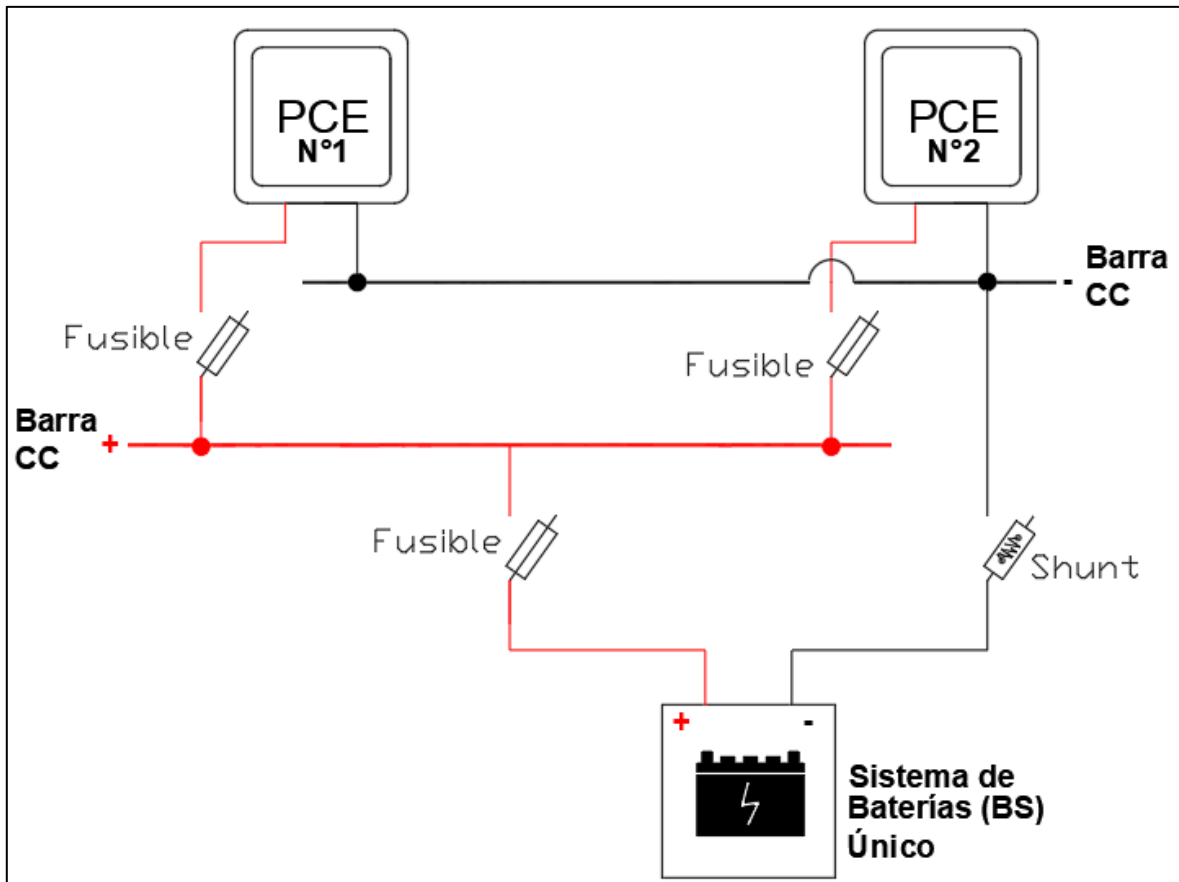 PCE
N°1
PCE
N°2
Barra
CC
-
Fusible
Fusible
Barra
CC
+
Fusible
Shunt
+
-
Sistema de
Baterías (BS)
Único